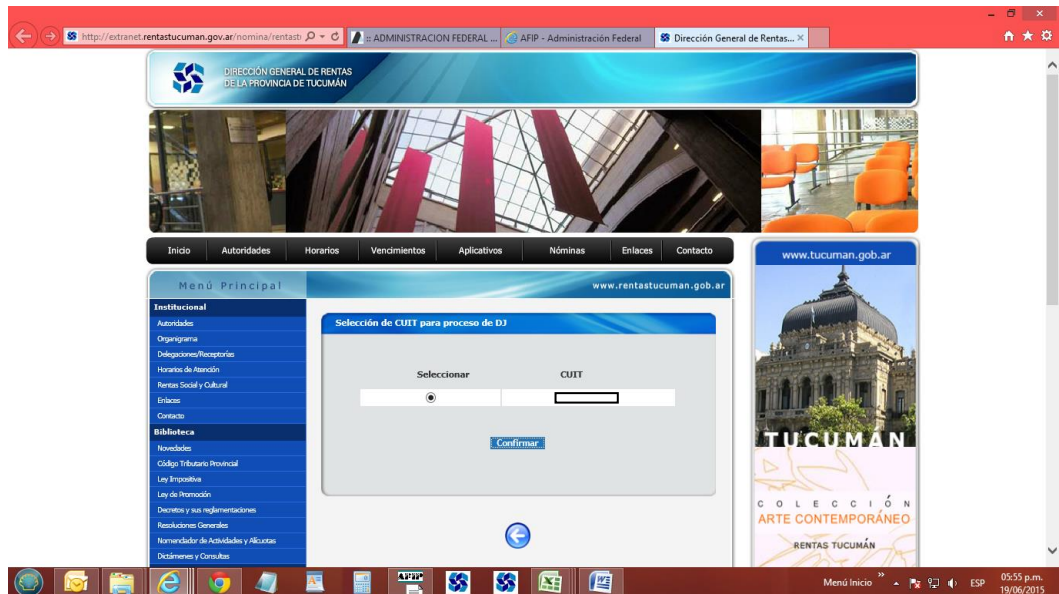 http://extranet.rentastucuman.gov.ar/nomina/rentast
:: ADMINISTRACION FEDERAL ...
AFIP - Administración Federal
Dirección General de Rentas...
DIRECCIÓN GENERAL DE RENTAS
DE LA PROVINCIA DE TUCUMÁN
Inicio Autoridades Horarios Vencimientos Aplicativos Nóminas Enlaces Contacto
www.tucuman.gob.ar
Menú Principal
www.rentastucuman.gob.ar
Institucional
Autoridades
Organigrama
Delegaciones/Receptorías
Horarios de Atención
Rentas Social y Cultural
Enlaces
Contacto
Biblioteca
Novedades
Código Tributario Provincial
Ley Impositiva
Ley de Promoción
Decretos y sus reglamentaciones
Resoluciones Generales
Nomenclador de Actividades y Alícuotas
Dictámenes y Consultas
Selección de CUIT para proceso de DJ
Seleccionar CUIT
Confirmar
TUCUMÁN
COLECCIÓN
ARTE CONTEMPORÁNEO
RENTAS TUCUMÁN
AFIP
Menú Inicio
ESP
05:55 p.m.
19/06/2015